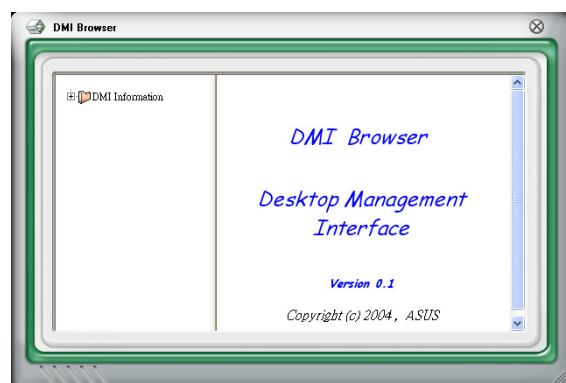 DMI Browser
DMI Information
DMI Browser
Desktop Management
Interface
Version 0.1
Copyright (c) 2004 , ASUS